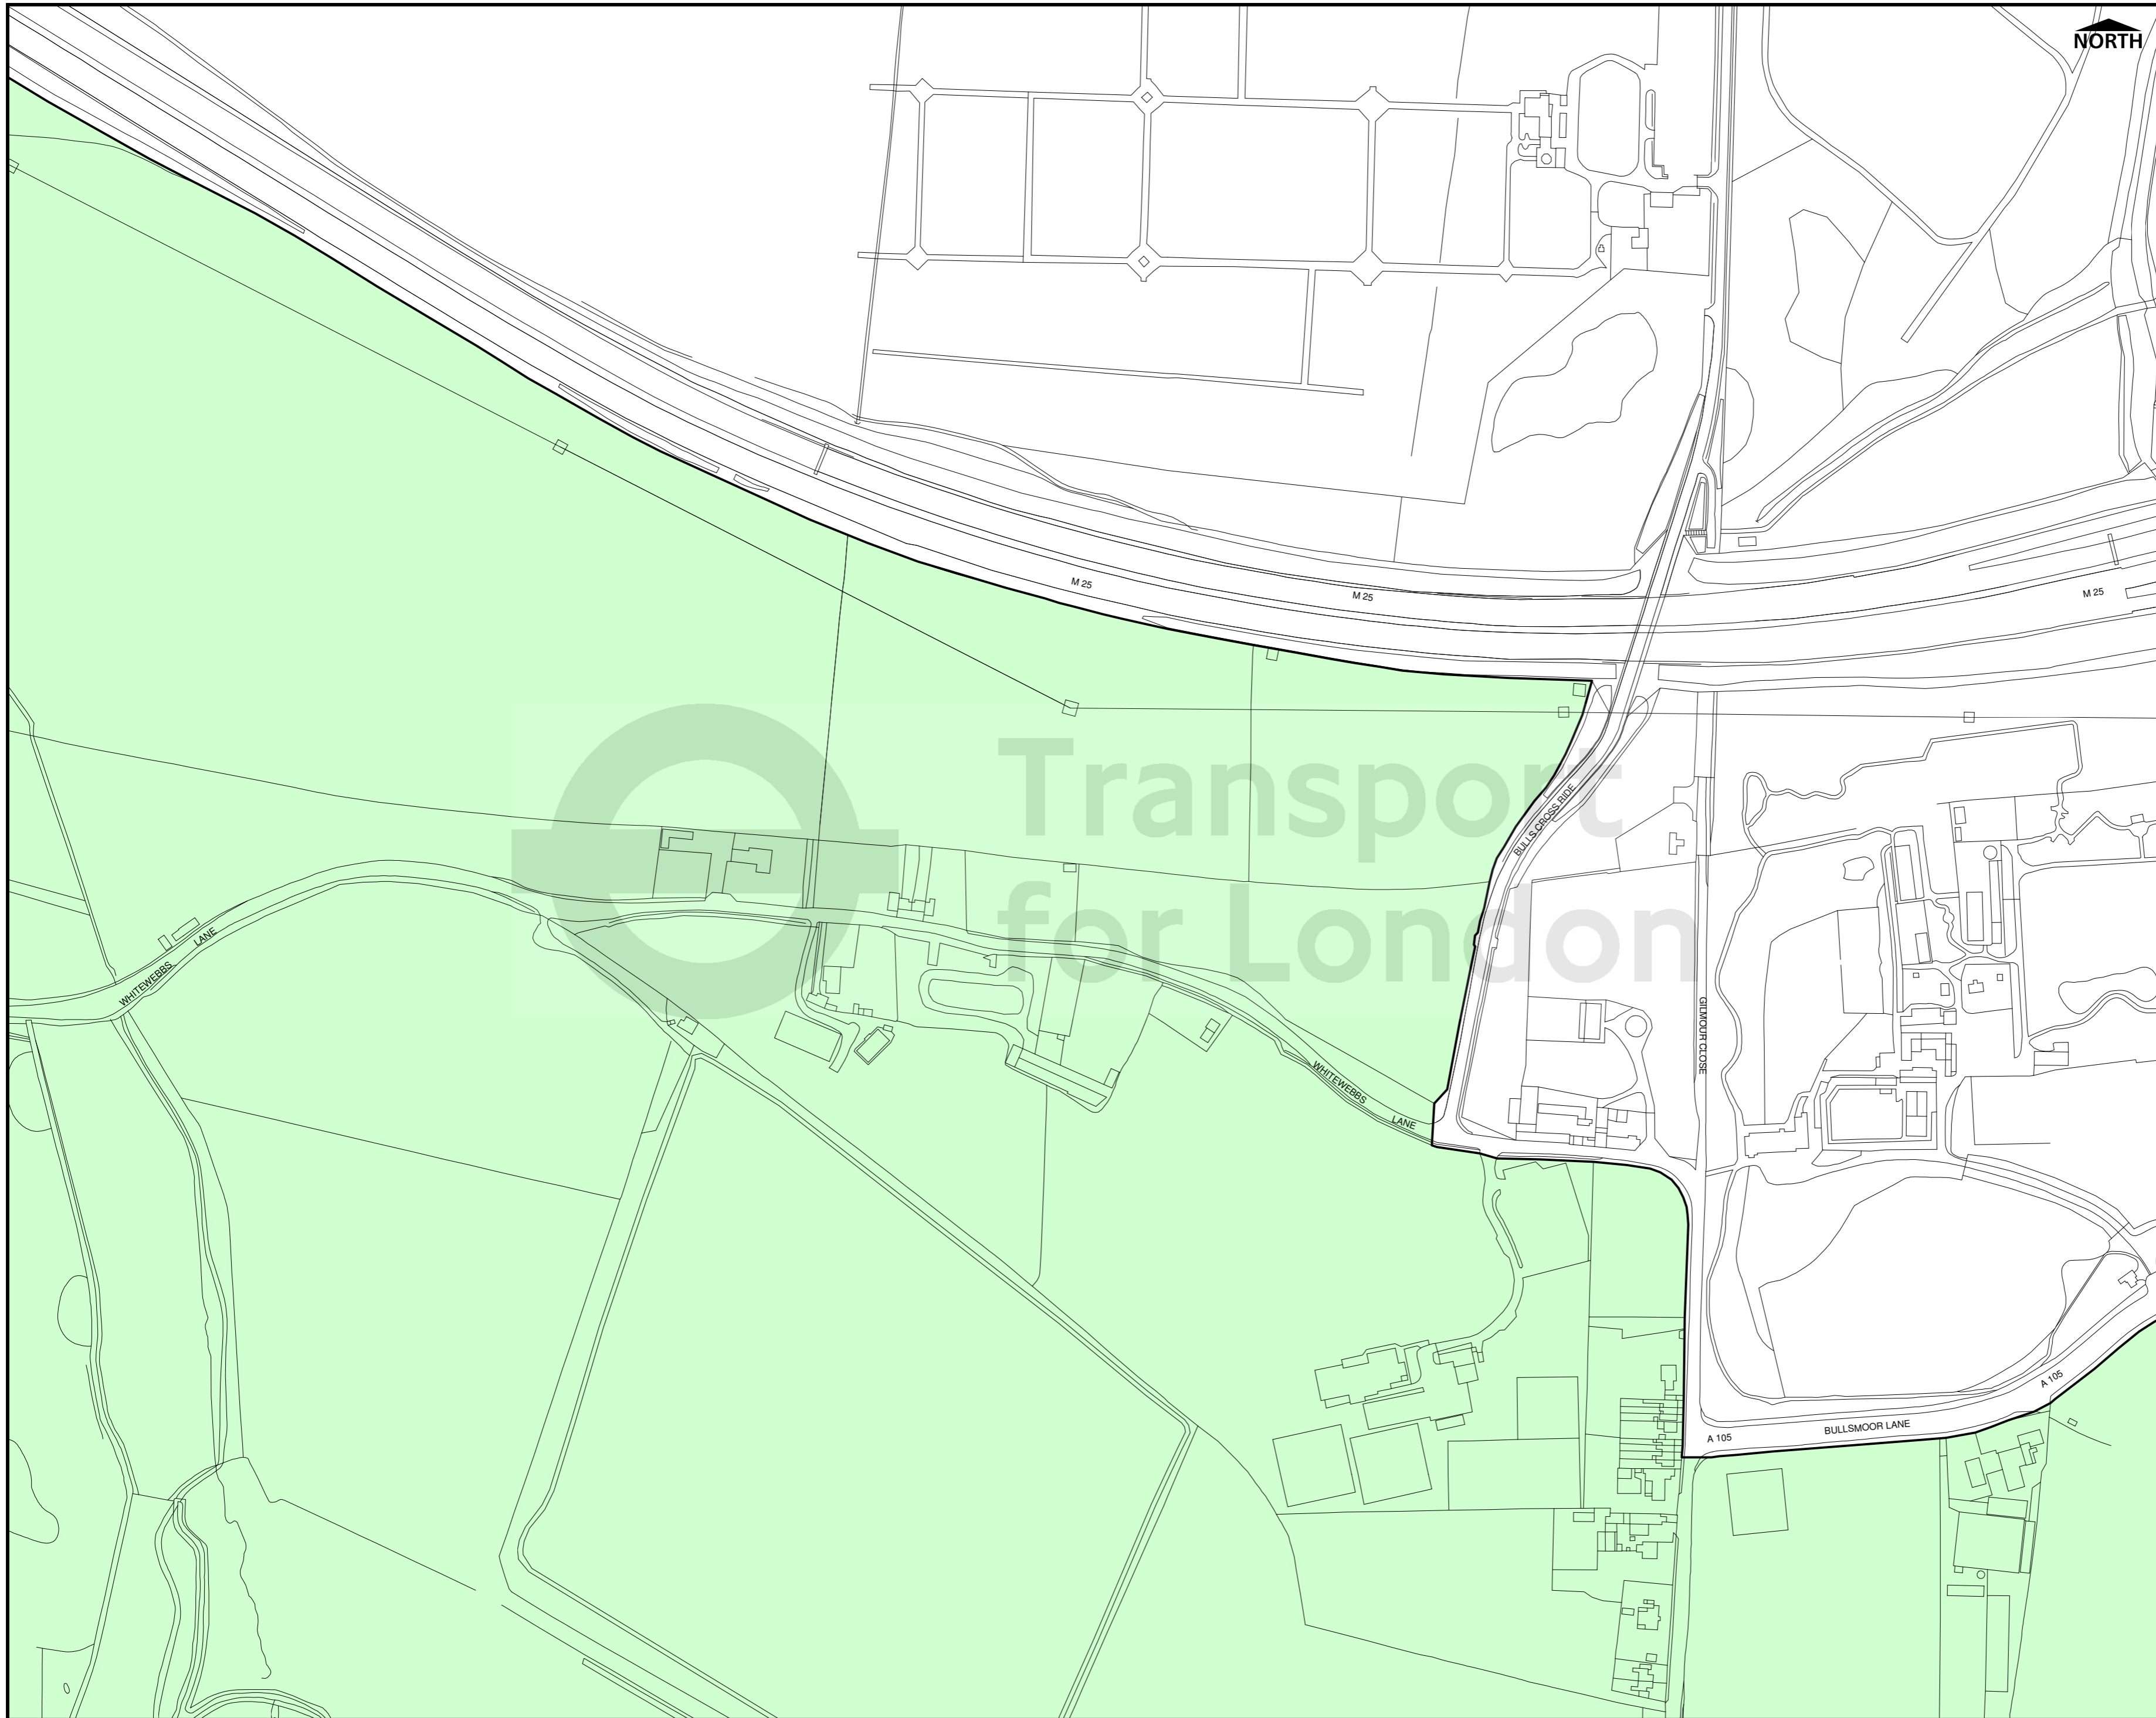 NORTH
M 25
M 25
M 25
Transport
for London
BULLS CROSS RIDE
WHITEWEBBS
LANE
GILMOUR CLOSE
WHITEWEBBS
LANE
A 105
BULLSMOOR LANE
A 105